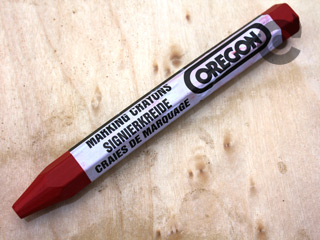 OREGON
MARKING CRAYONS
SIGNIERKREIDE
CRAIES DE MARQUAGE